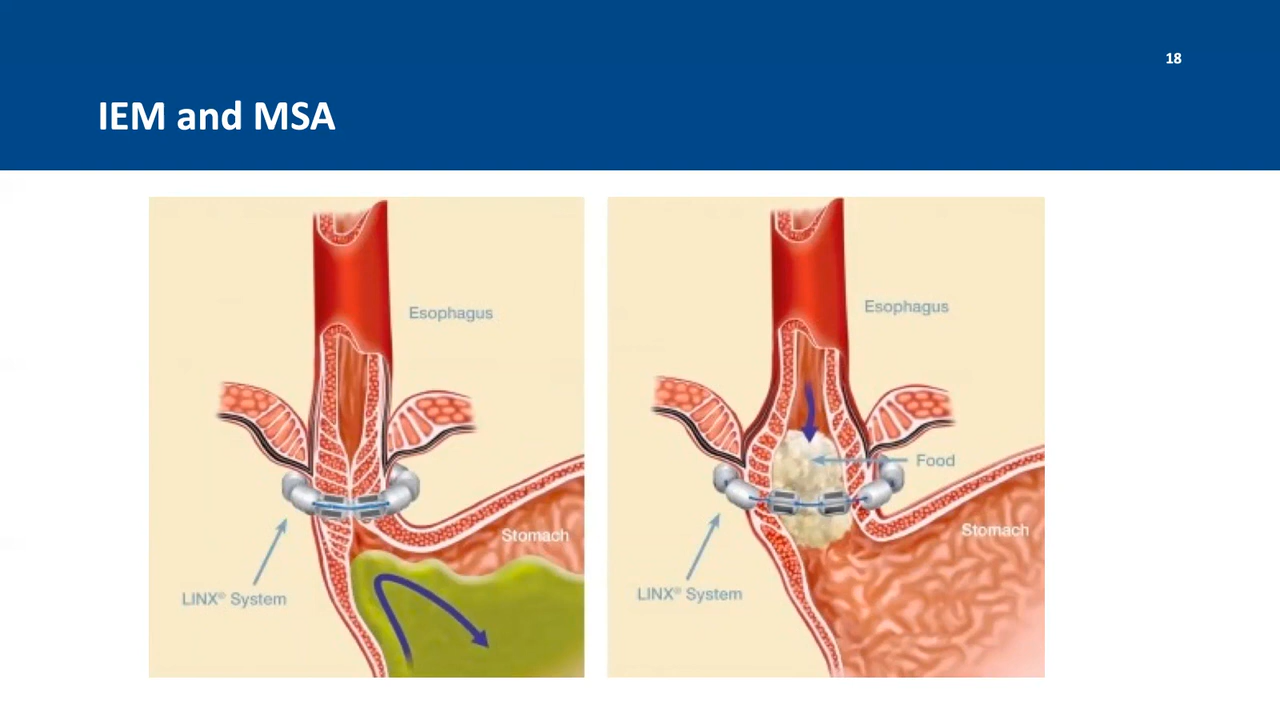 18
IEM and MSA
Esophagus
Stomach
LINX® System
Esophagus
Food
Stomach
LINX® System